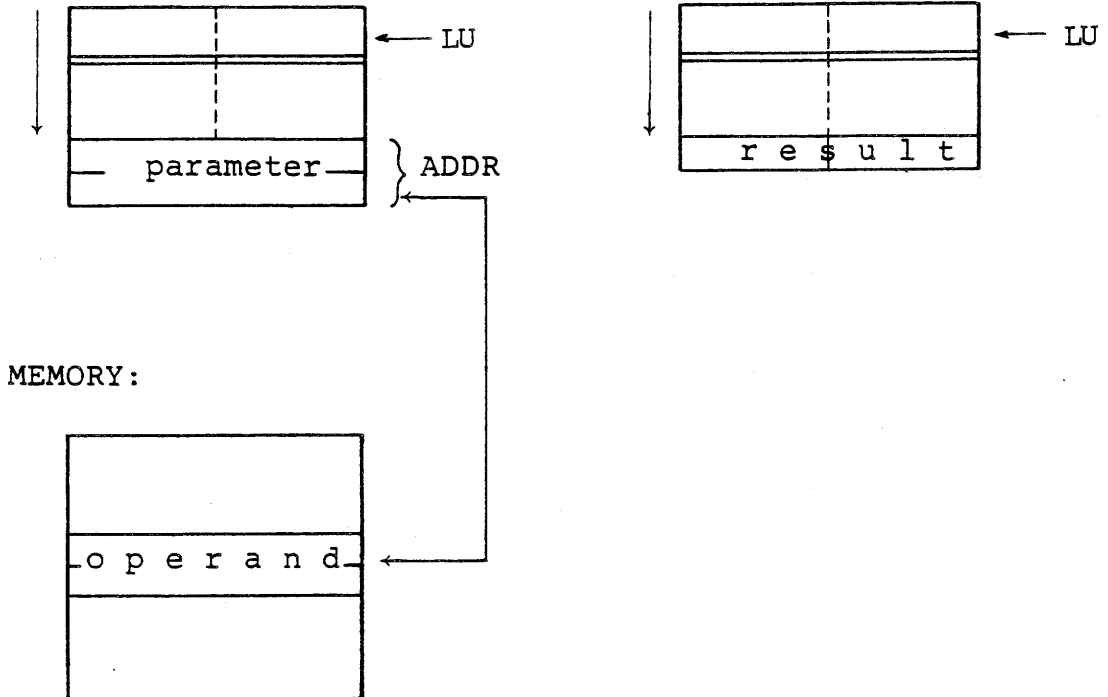 LU
LU
parameter
ADDR
r e s u l t
MEMORY:
o p e r a n d